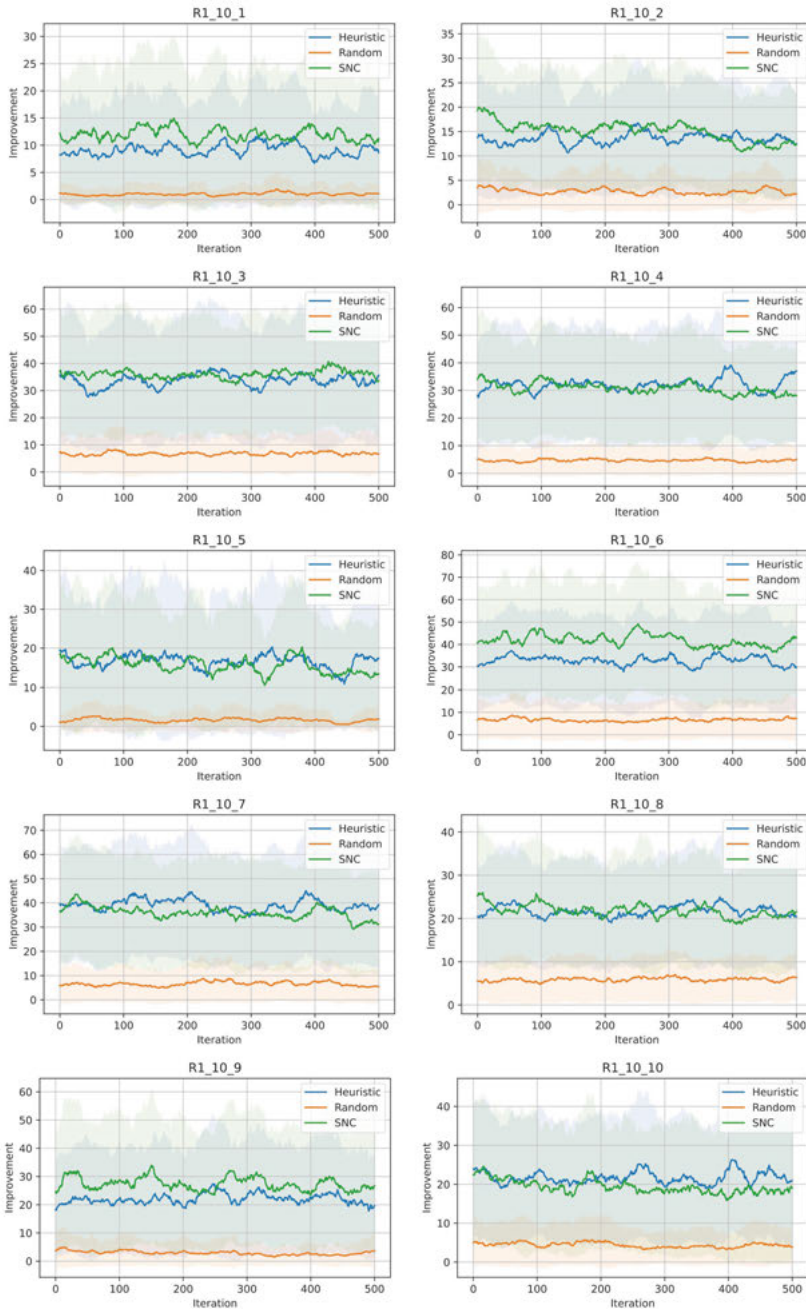 R1_10_1
Improvement
30
25
20
15
10
5
0
0 100 200 300 400 500
Iteration
Heuristic
Random
SNC
R1_10_2
Improvement
35
30
25
20
15
10
5
0
0 100 200 300 400 500
Iteration
Heuristic
Random
SNC
R1_10_3
Improvement
60
50
40
30
20
10
0
0 100 200 300 400 500
Iteration
Heuristic
Random
SNC
R1_10_4
Improvement
60
50
40
30
20
10
0
0 100 200 300 400 500
Iteration
Heuristic
Random
SNC
R1_10_5
Improvement
40
30
20
10
0
0 100 200 300 400 500
Iteration
Heuristic
Random
SNC
R1_10_6
Improvement
80
70
60
50
40
30
20
10
0
0 100 200 300 400 500
Iteration
Heuristic
Random
SNC
R1_10_7
Improvement
70
60
50
40
30
20
10
0
0 100 200 300 400 500
Iteration
Heuristic
Random
SNC
R1_10_8
Improvement
40
30
20
10
0
0 100 200 300 400 500
Iteration
Heuristic
Random
SNC
R1_10_9
Improvement
60
50
40
30
20
10
0
0 100 200 300 400 500
Iteration
Heuristic
Random
SNC
R1_10_10
Improvement
40
30
20
10
0
0 100 200 300 400 500
Iteration
Heuristic
Random
SNC